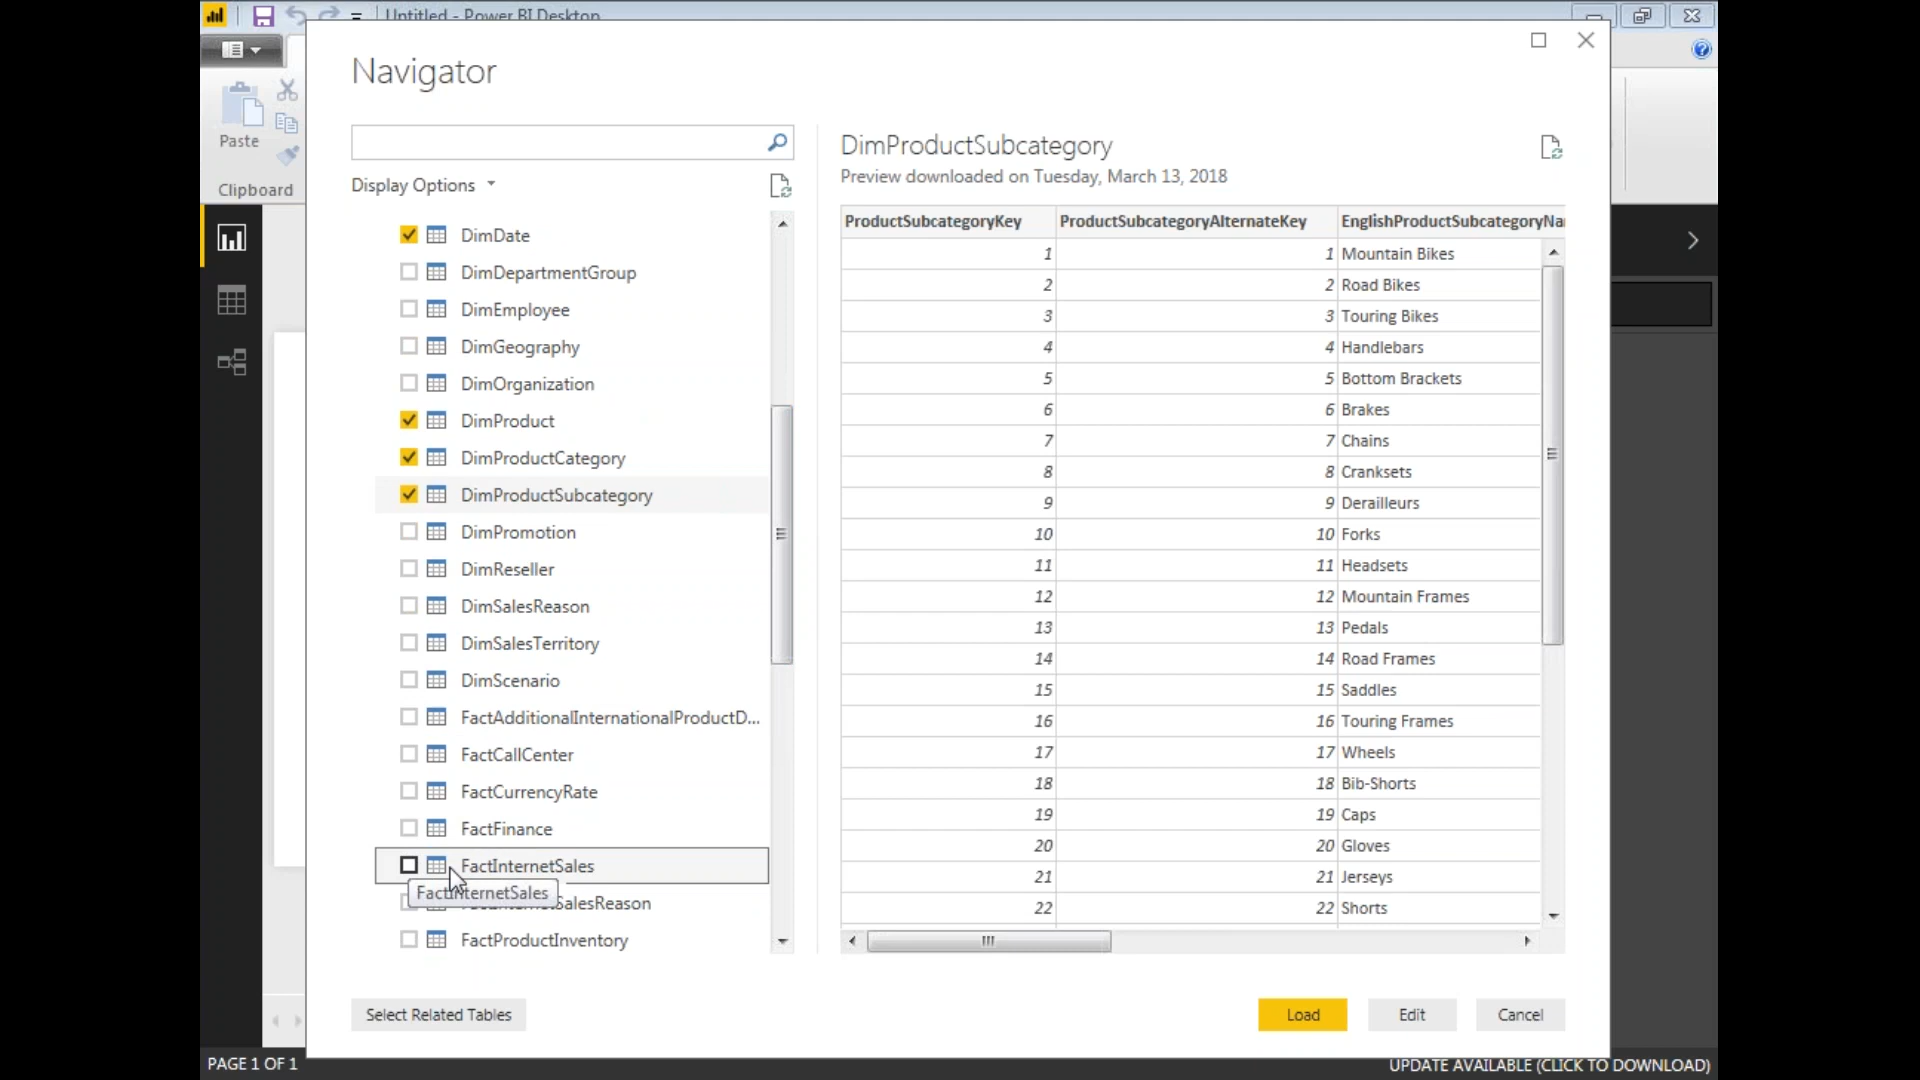 Untitled - Power BI Desktop
Paste
Clipboard
Navigator
Display Options
DimDate
DimDepartmentGroup
DimEmployee
DimGeography
DimOrganization
DimProduct
DimProductCategory
DimProductSubcategory
DimPromotion
DimReseller
DimSalesReason
DimSalesTerritory
DimScenario
FactAdditionalInternationalProductD...
FactCallCenter
FactCurrencyRate
FactFinance
FactInternetSales
FactInternetSales
SalesReason
FactProductInventory
Select Related Tables
DimProductSubcategory
Preview downloaded on Tuesday, March 13, 2018
ProductSubcategoryKey ProductSubcategoryAlternateKey EnglishProductSubcategoryNa
1 1 Mountain Bikes
2 2 Road Bikes
3 3 Touring Bikes
4 4 Handlebars
5 5 Bottom Brackets
6 6 Brakes
7 7 Chains
8 8 Cranksets
9 9 Derailleurs
10 10 Forks
11 11 Headsets
12 12 Mountain Frames
13 13 Pedals
14 14 Road Frames
15 15 Saddles
16 16 Touring Frames
17 17 Wheels
18 18 Bib-Shorts
19 19 Caps
20 20 Gloves
21 21 Jerseys
22 22 Shorts
Load Edit Cancel
PAGE 1 OF 1
UPDATE AVAILABLE (CLICK TO DOWNLOAD)